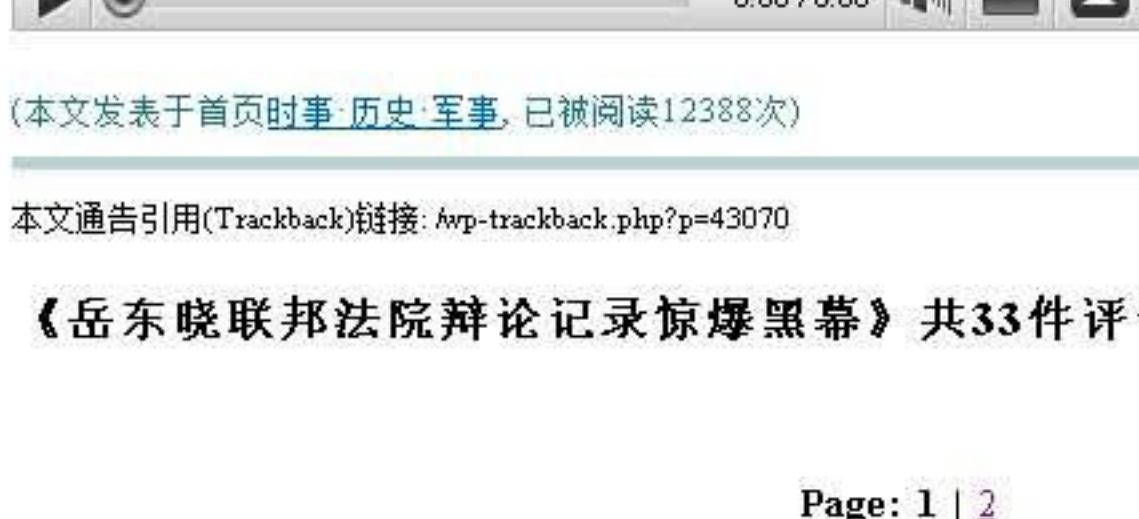 (本文发表于首页时事·历史·军事, 已被阅读12388次)
本文通告引用(Trackback)链接: /wp-trackback.php?p=43070
《岳东晓联邦法院辩论记录惊爆黑幕》共33件评
Page: 1 | 2